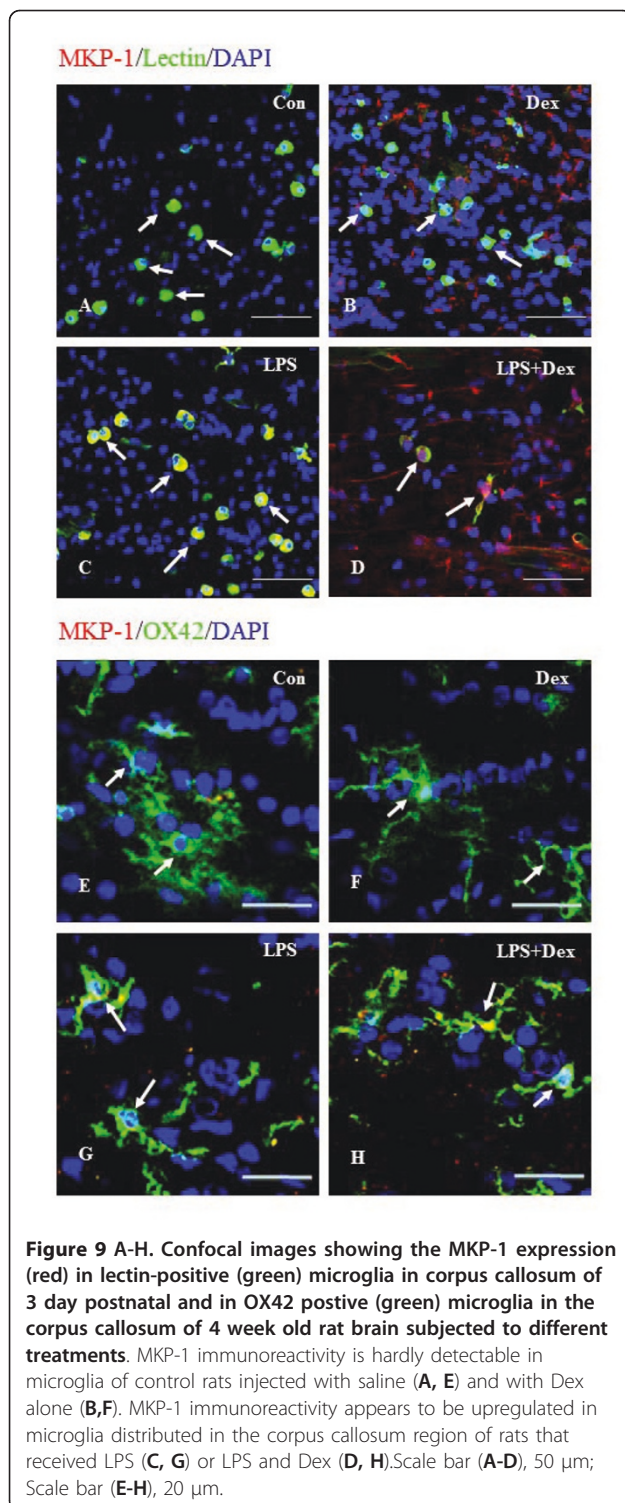 MKP-1/Lectin/DAPI
Con
Dex
A
B
LPS
LPS+Dex
C
D
MKP-1/OX42/DAPI
Con
Dex
E
F
LPS
LPS+Dex
G
H
Figure 9 A-H. Confocal images showing the MKP-1 expression
(red) in lectin-positive (green) microglia in corpus callosum of
3 day postnatal and in OX42 postive (green) microglia in the
corpus callosum of 4 week old rat brain subjected to different
treatments. MKP-1 immunoreactivity is hardly detectable in
microglia of control rats injected with saline (A, E) and with Dex
alone (B,F). MKP-1 immunoreactivity appears to be upregulated in
microglia distributed in the corpus callosum region of rats that
received LPS (C, G) or LPS and Dex (D, H).Scale bar (A-D), 50 μm;
Scale bar (E-H), 20 μm.